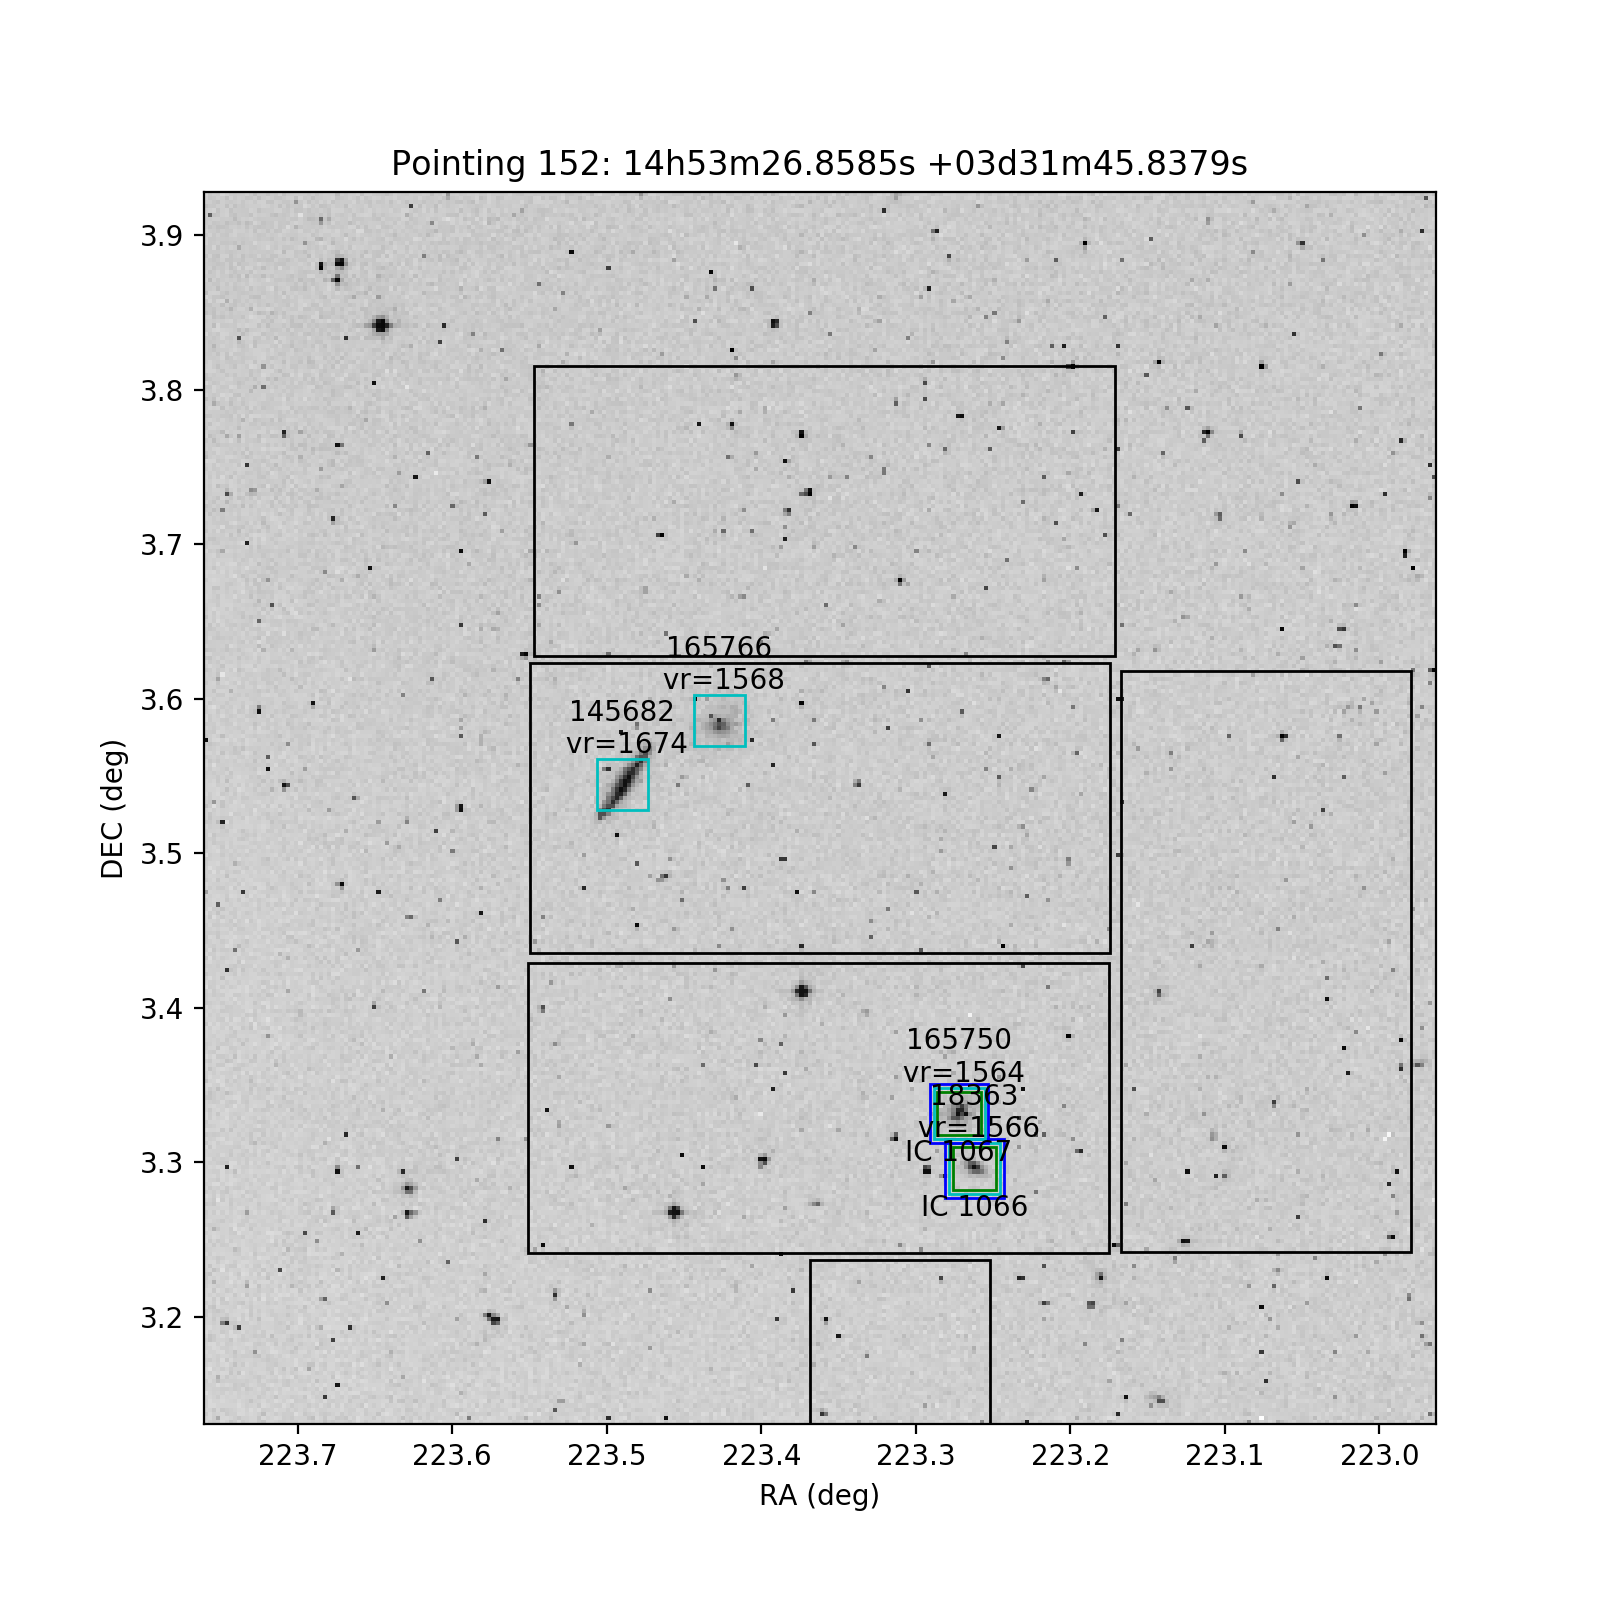 Pointing 152: 14h53m26.8585s +03d31m45.8379s
3.9
3.8
3.7
3.6
3.5
3.4
3.3
3.2
DEC (deg)
165766
vr=1568
145682
vr=1674
165750
vr=1564
18363
vr=1566
IC 1067
IC 1066
223.7 223.6 223.5 223.4 223.3 223.2 223.1 223.0
RA (deg)